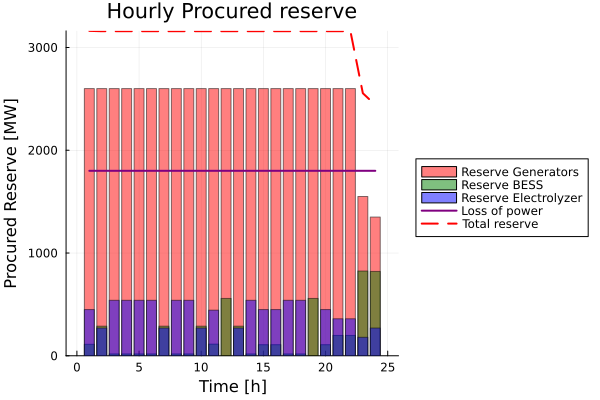 Hourly Procured reserve
Procured Reserve [MW]
3000
2000
1000
0
0 5 10 15 20 25
Time [h]
Reserve Generators
Reserve BESS
Reserve Electrolyzer
Loss of power
Total reserve